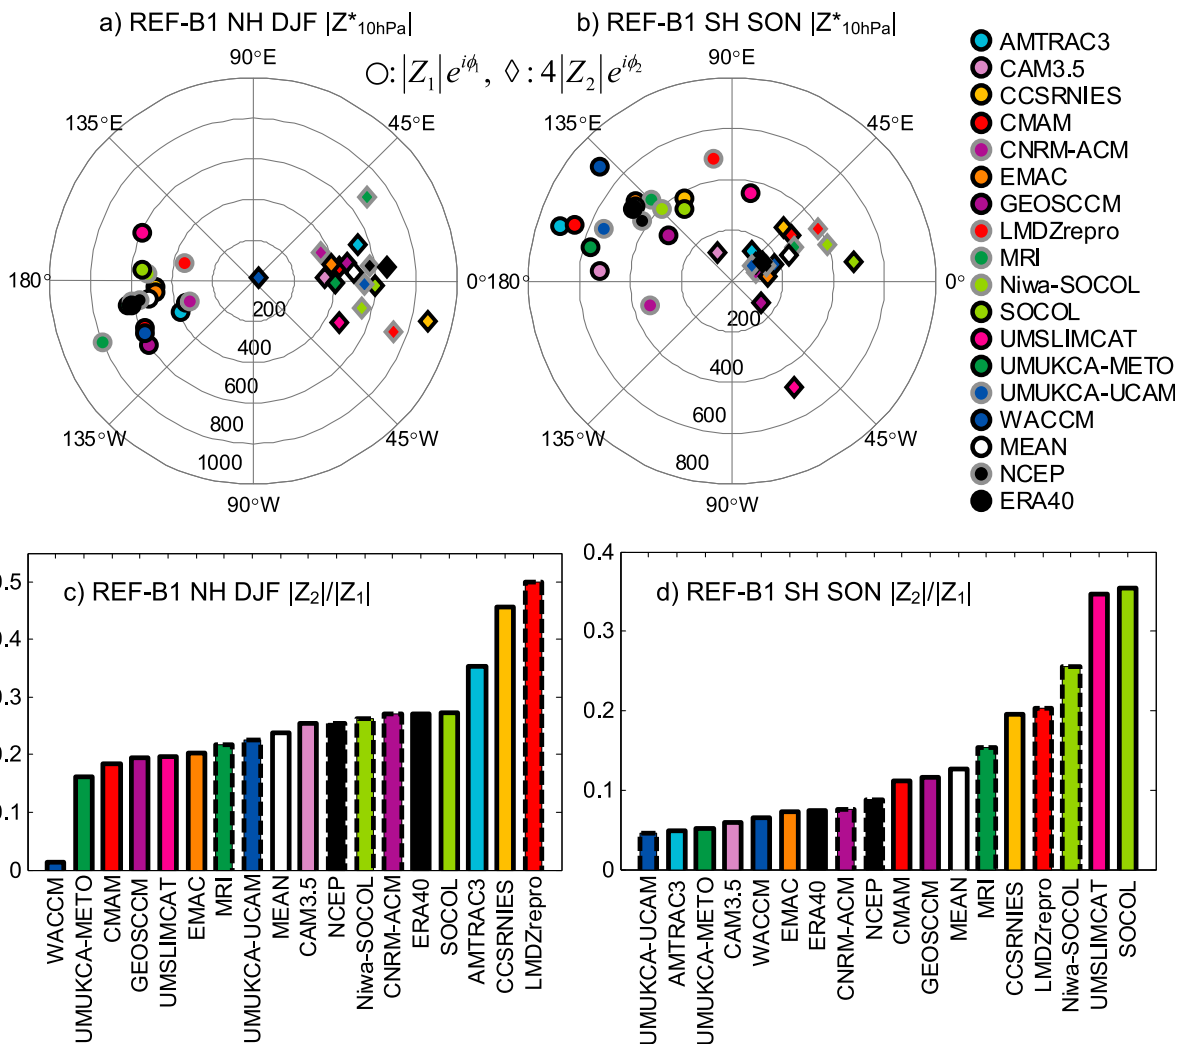 a) REF-B1 NH DJF |Z*10hPa|
b) REF-B1 SH SON |Z*10hPa|
○: |Z1|e^{iϕ1}, ◊: 4|Z2|e^{iϕ2}
90°E
135°E
45°E
180°
0°
135°W
45°W
90°W
200
400
600
800
1000
90°E
135°E
45°E
180°
0°
135°W
45°W
90°W
200
400
600
800
AMTRAC3
CAM3.5
CCSRNIES
CMAM
CNRM-ACM
EMAC
GEOSCCM
LMDZrepro
MRI
Niwa-SOCOL
SOCOL
UMSLIMCAT
UMUKCA-METO
UMUKCA-UCAM
WACCM
MEAN
NCEP
ERA40
c) REF-B1 NH DJF |Z2|/|Z1|
0.5
0.4
0.3
0.2
0.1
0
WACCM
UMUKCA-METO
CMAM
GEOSCCM
UMSLIMCAT
EMAC
MRI
UMUKCA-UCAM
MEAN
CAM3.5
NCEP
Niwa-SOCOL
CNRM-ACM
ERA40
SOCOL
AMTRAC3
CCSRNIES
LMDZrepro
d) REF-B1 SH SON |Z2|/|Z1|
0.4
0.3
0.2
0.1
0
UMUKCA-UCAM
AMTRAC3
UMUKCA-METO
CAM3.5
WACCM
EMAC
ERA40
CNRM-ACM
NCEP
CMAM
GEOSCCM
MEAN
MRI
CCSRNIES
LMDZrepro
Niwa-SOCOL
UMSLIMCAT
SOCOL